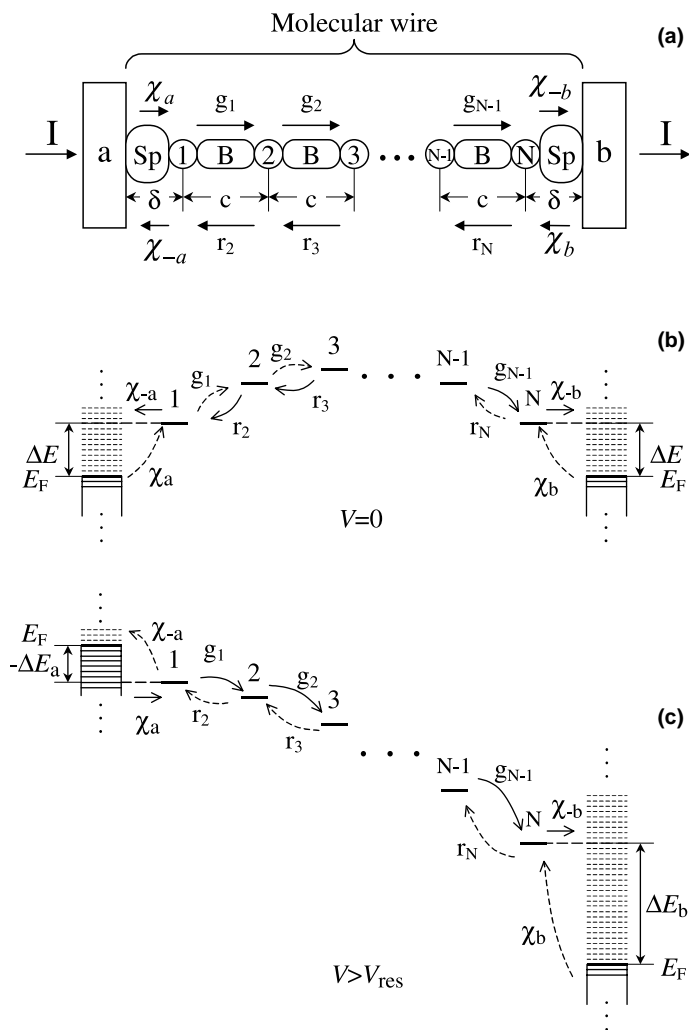 Molecular wire
(a)
χa g1 g2 gN-1 χ-b
I a Sp 1 B 2 B 3 • • • N-1 B N Sp b I
δ c c c δ
χ-a r2 r3 rN χb
(b)
3
2 g2 N-1
χ-a 1 g1 r3 • • • gN-1 N χ-b
r2 rN
ΔE ΔE
EF χa χb EF
V=0
EF χ-a
-ΔEa 1 g1 2 g2 3
χa r2 r3 (c)
• • •
N-1 gN-1
N χ-b
rN
ΔEb
χb
EF
V>Vres